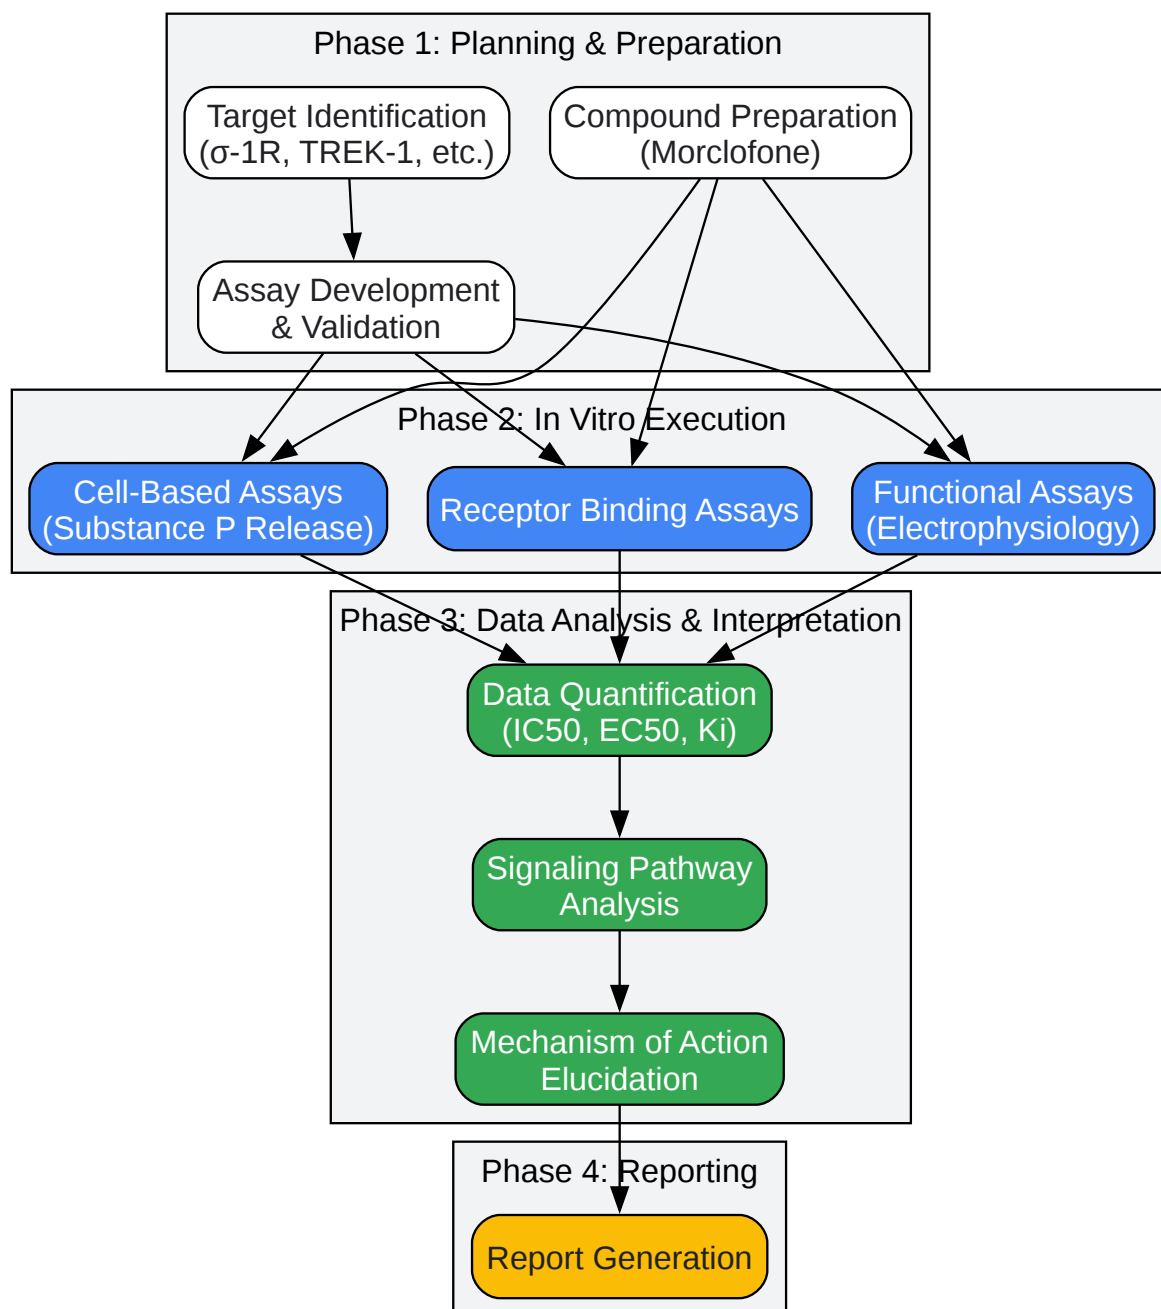 Phase 1: Planning & Preparation
Target Identification
(σ-1R, TREK-1, etc.)
Compound Preparation
(Morclofone)
Assay Development
& Validation
Phase 2: In Vitro Execution
Cell-Based Assays
(Substance P Release)
Receptor Binding Assays
Functional Assays
(Electrophysiology)
Phase 3: Data Analysis & Interpretation
Data Quantification
(IC50, EC50, Ki)
Signaling Pathway
Analysis
Mechanism of Action
Elucidation
Phase 4: Reporting
Report Generation